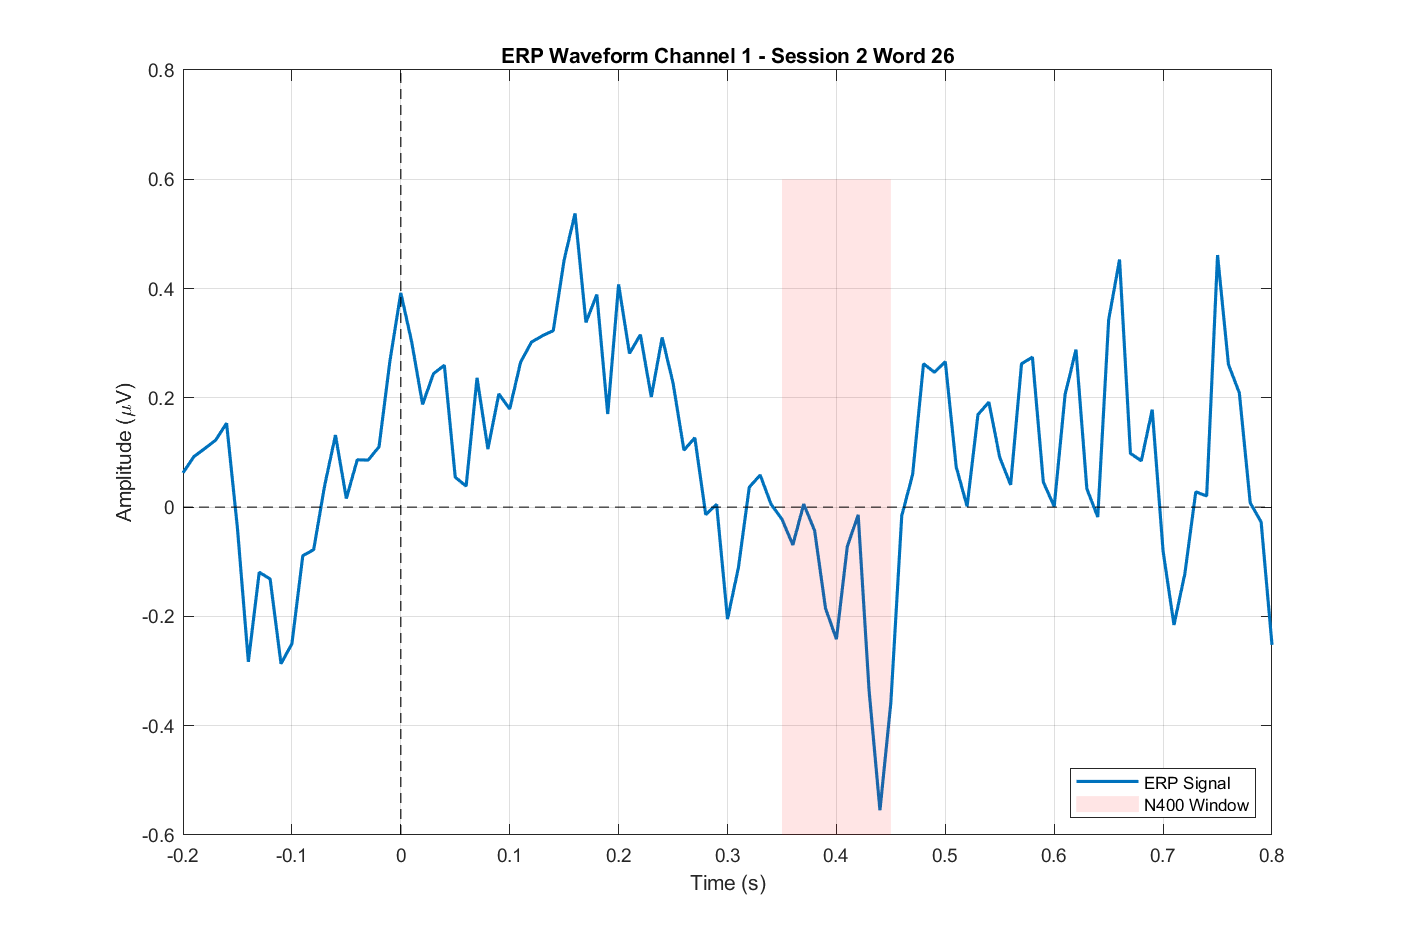 ERP Waveform Channel 1 - Session 2 Word 26
0.8
0.6
0.4
0.2
0
-0.2
-0.4
-0.6
Amplitude (μV)
-0.2 -0.1 0 0.1 0.2 0.3 0.4 0.5 0.6 0.7 0.8
Time (s)
ERP Signal
N400 Window